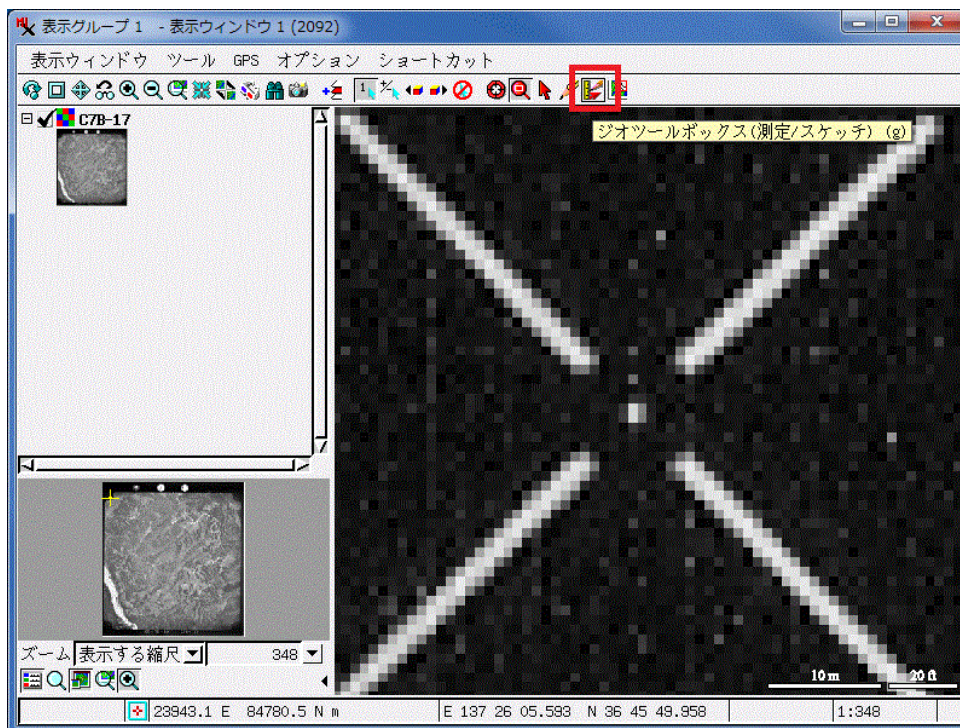 表示グループ 1 - 表示ウィンドウ 1 (2092)
表示ウィンドウ ツール GPS オプション ショートカット
C7B-17
ジオツールボックス(測定/スケッチ) (g)
ズーム 表示する縮尺 348
10 m 20 ft
23943.1 E 84780.5 N m E 137 26 05.593 N 36 45 49.958 1:348